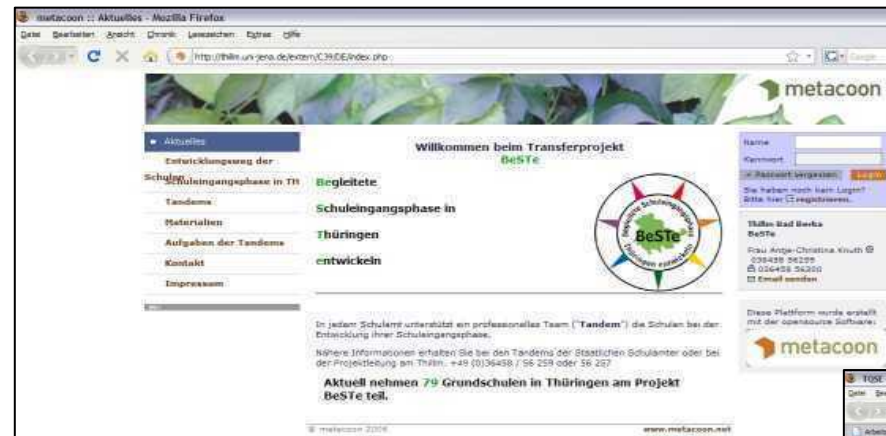 metacoon :: Aktuelles - Mozilla Firefox
Datei Bearbeiten Ansicht Chronik Lesezeichen Extras Hilfe
http://thilm.uni-jena.de/extern/C39/DE/index.php
metacoon
Aktuelles
Entwicklungsweg der
Schulen
Schuleingangsphase in TH
Tandems
Materialien
Aufgaben der Tandems
Kontakt
Impressum
Willkommen beim Transferprojekt
BeSTe
Begleitete
Schuleingangsphase in
Thüringen
entwickeln
Begleitete Schuleingangsphase
BeSTe
Thüringen entwickeln
In jedem Schulamt unterstützt ein professionelles Team ("Tandem") die Schulen bei der
Entwicklung ihrer Schuleingangsphase.
Nähere Informationen erhalten Sie bei den Tandems der Staatlichen Schulämter oder bei
der Projektleitung am Thillm. +49 (0)36458 / 56 259 oder 56 257
Aktuell nehmen 79 Grundschulen in Thüringen am Projekt
BeSTe teil.
© metacoon 2006
www.metacoon.net
Name
Kennwort
Passwort vergessen
Login
Sie haben noch kein Login?
Bitte hier registrieren.
Thillm Bad Berka
BeSTe
Frau Antje-Christina Knuth
036458 56259
036458 56300
Email senden
Diese Plattform wurde erstellt
mit der opensource Software:
metacoon